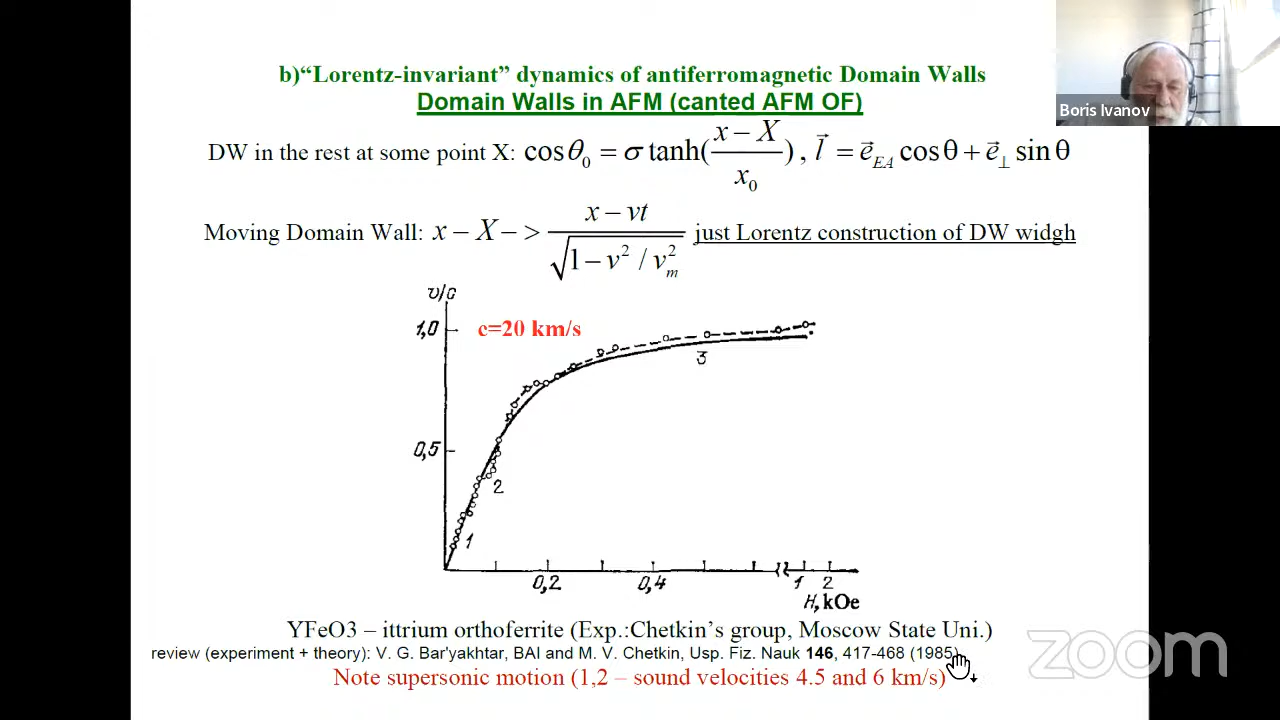 b)“Lorentz-invariant” dynamics of antiferromagnetic Domain Walls
Domain Walls in AFM (canted AFM OF)
Boris Ivanov
DW in the rest at some point X: cosθ₀ = σ tanh((x − X)/x₀), l⃗ = e⃗_EA cosθ + e⃗_⊥ sinθ
Moving Domain Wall: x − X − > (x − vt)/√(1 − v²/v_m²) just Lorentz construction of DW widgh
υ/c
1,0
c=20 km/s
3
0,5
2
1
0,2 0,4 1 2
H, kOe
YFeO3 – ittrium orthoferrite (Exp.:Chetkin’s group, Moscow State Uni.)
review (experiment + theory): V. G. Bar'yakhtar, BAI and M. V. Chetkin, Usp. Fiz. Nauk 146, 417-468 (1985)
Note supersonic motion (1,2 – sound velocities 4.5 and 6 km/s)
zoom